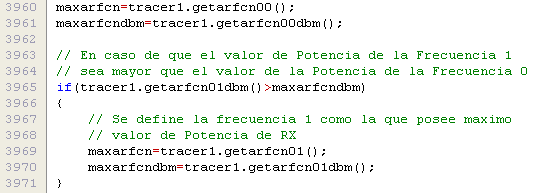 3960 maxarfcn=tracer1.getarfcn00();
3961 maxarfcndbm=tracer1.getarfcn00dbm();
3962
3963 // En caso de que el valor de Potencia de la Frecuencia 1
3964 // sea mayor que el valor de la Potencia de la Frecuencia 0
3965 if(tracer1.getarfcn01dbm()>maxarfcndbm)
3966 {
3967 // Se define la frecuencia 1 como la que posee maximo
3968 // valor de Potencia de RX
3969 maxarfcn=tracer1.getarfcn01();
3970 maxarfcndbm=tracer1.getarfcn01dbm();
3971 }